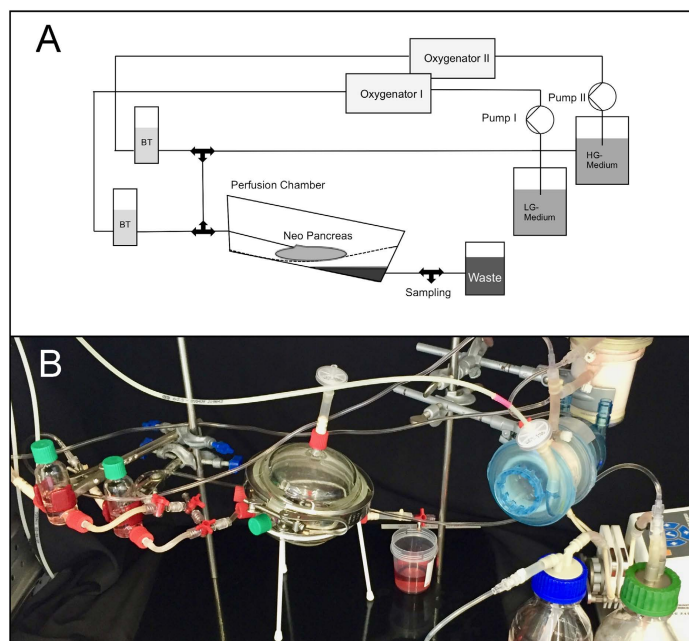 A
Oxygenator II
Oxygenator I
Pump II
Pump I
BT
HG-
Medium
Perfusion Chamber
LG-
Medium
BT
Neo Pancreas
Waste
Sampling
B